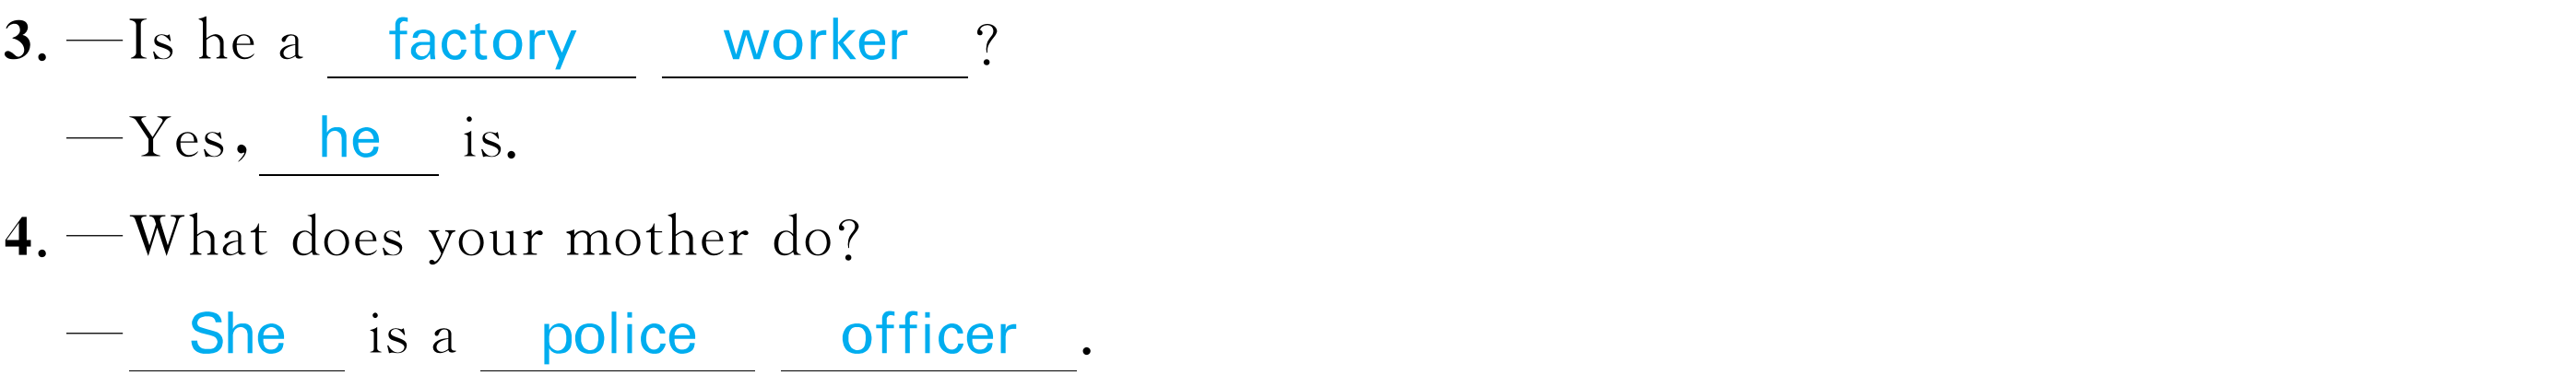 3. —Is he a factory worker?
—Yes, he is.
4. —What does your mother do?
— She is a police officer.